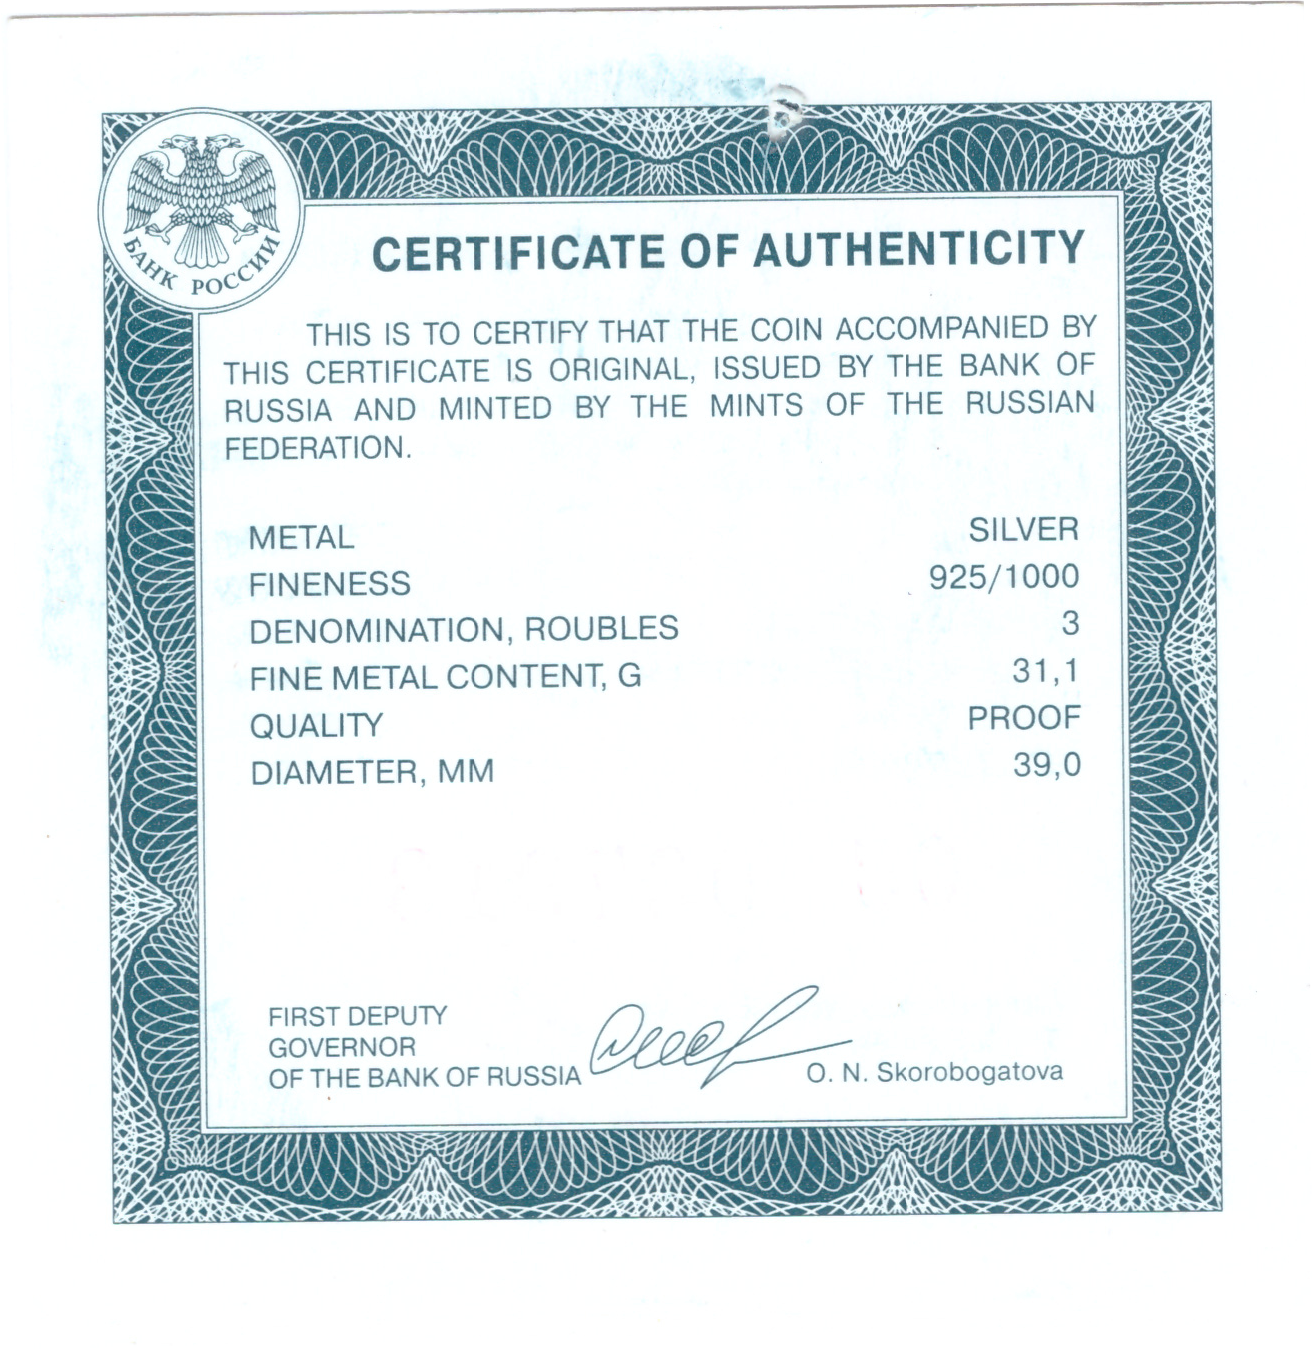 БАНК РОССИИ
CERTIFICATE OF AUTHENTICITY
THIS IS TO CERTIFY THAT THE COIN ACCOMPANIED BY
THIS CERTIFICATE IS ORIGINAL, ISSUED BY THE BANK OF
RUSSIA AND MINTED BY THE MINTS OF THE RUSSIAN
FEDERATION.
METAL SILVER
FINENESS 925/1000
DENOMINATION, ROUBLES 3
FINE METAL CONTENT, G 31,1
QUALITY PROOF
DIAMETER, MM 39,0
FIRST DEPUTY
GOVERNOR
OF THE BANK OF RUSSIA O. N. Skorobogatova